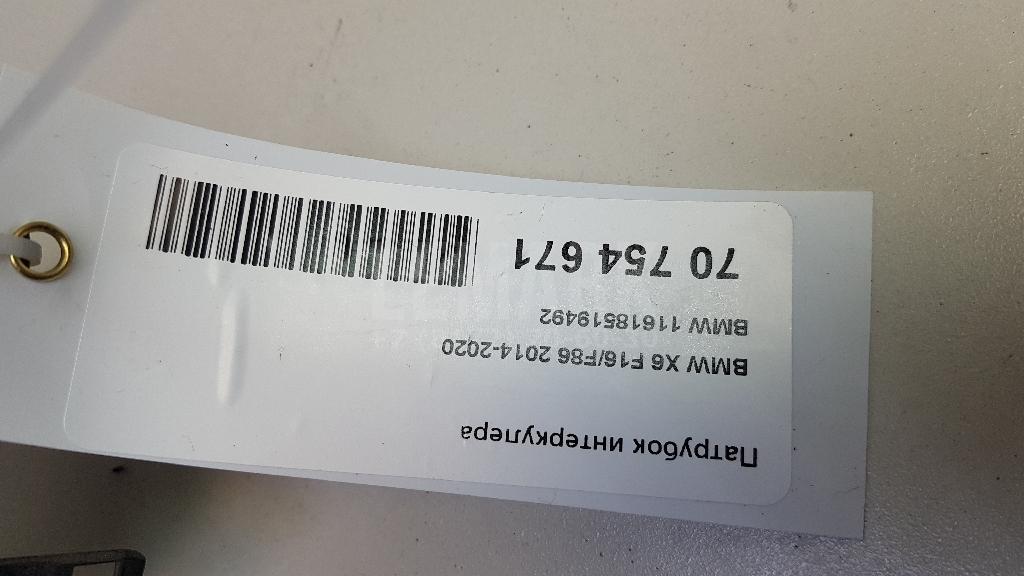 Патрубок интеркулера
BMW X6 F16/F86 2014-2020
BMW 11618519492
70 754 671